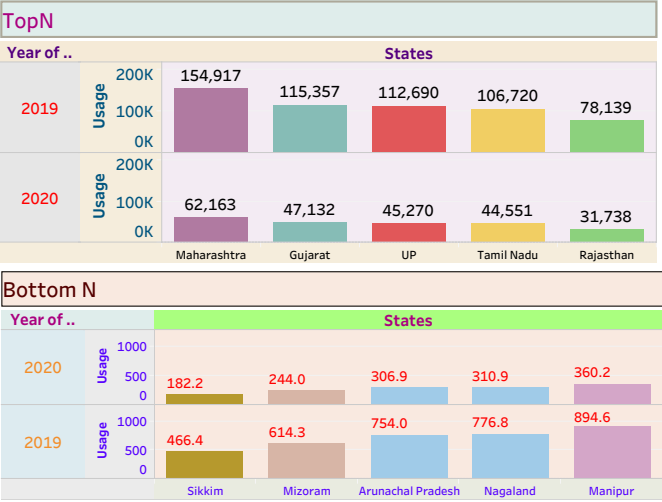 TopN
Year of .. States
2019 Usage 200K 100K 0K 154,917 115,357 112,690 106,720 78,139
2020 Usage 200K 100K 0K 62,163 47,132 45,270 44,551 31,738
Maharashtra Gujarat UP Tamil Nadu Rajasthan
Bottom N
Year of .. States
2020 Usage 1000 500 0 182.2 244.0 306.9 310.9 360.2
2019 Usage 1000 500 0 466.4 614.3 754.0 776.8 894.6
Sikkim Mizoram Arunachal Pradesh Nagaland Manipur